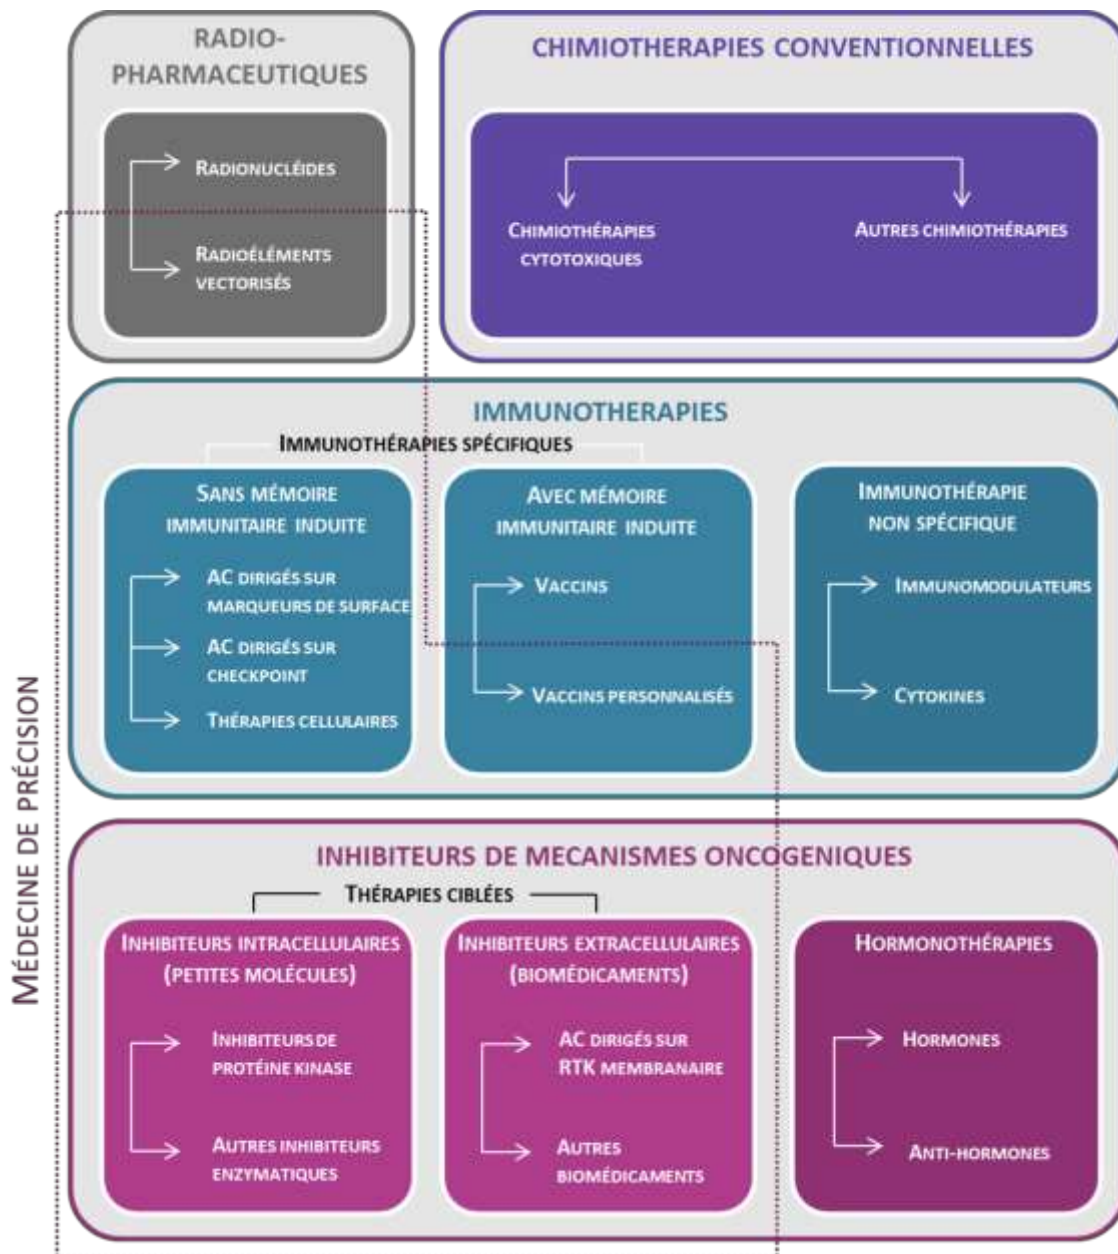 RADIO-
PHARMACEUTIQUES
RADIONUCLÉIDES
RADIOÉLÉMENTS
VECTORISÉS
CHIMIOTHERAPIES CONVENTIONNELLES
CHIMIOTHÉRAPIES
CYTOTOXIQUES
AUTRES CHIMIOTHÉRAPIES
IMMUNOTHERAPIES
IMMUNOTHÉRAPIES SPÉCIFIQUES
SANS MÉMOIRE
IMMUNITAIRE INDUITE
AC DIRIGÉS SUR
MARQUEURS DE SURFACE
AC DIRIGÉS SUR
CHECKPOINT
THÉRAPIES CELLULAIRES
AVEC MÉMOIRE
IMMUNITAIRE INDUITE
VACCINS
VACCINS PERSONNALISÉS
IMMUNOTHÉRAPIE
NON SPÉCIFIQUE
IMMUNOMODULATEURS
CYTOKINES
INHIBITEURS DE MECANISMES ONCOGENIQUES
THÉRAPIES CIBLÉES
INHIBITEURS INTRACELLULAIRES
(PETITES MOLÉCULES)
INHIBITEURS DE
PROTÉINE KINASE
AUTRES INHIBITEURS
ENZYMATIQUES
INHIBITEURS EXTRACELLULAIRES
(BIOMÉDICAMENTS)
AC DIRIGÉS SUR
RTK MEMBRANAIRE
AUTRES
BIOMÉDICAMENTS
HORMONOTHÉRAPIES
HORMONES
ANTI-HORMONES
MÉDECINE DE PRÉCISION